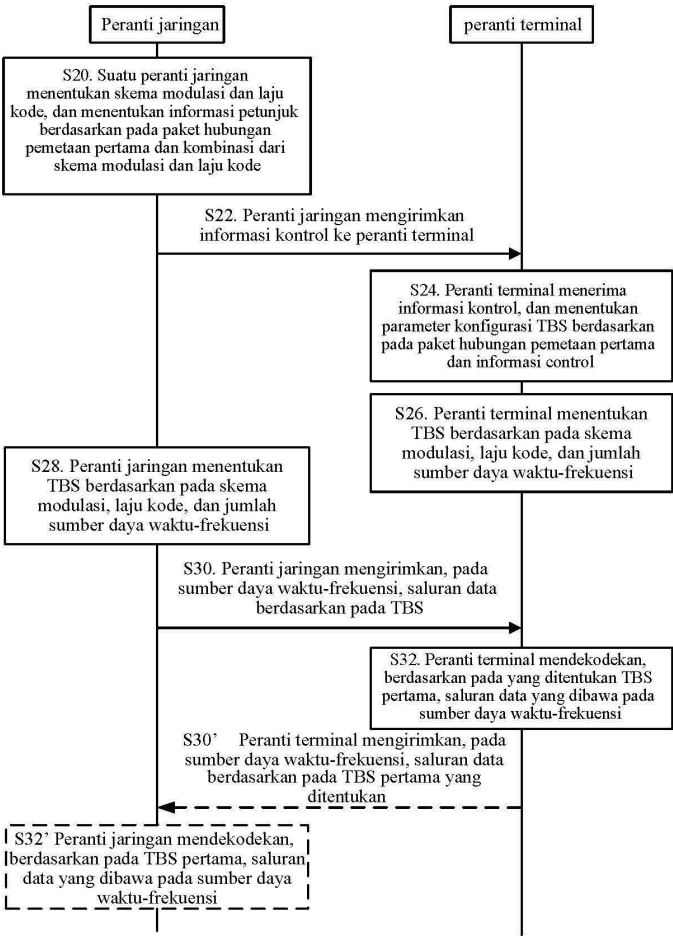 Peranti jaringan
peranti terminal
S20. Suatu peranti jaringan
menentukan skema modulasi dan laju
kode, dan menentukan informasi petunjuk
berdasarkan pada paket hubungan
pemetaan pertama dan kombinasi dari
skema modulasi dan laju kode
S22. Peranti jaringan mengirimkan
informasi kontrol ke peranti terminal
S24. Peranti terminal menerima
informasi kontrol, dan menentukan
parameter konfigurasi TBS berdasarkan
pada paket hubungan pemetaan pertama
dan informasi control
S26. Peranti terminal menentukan
TBS berdasarkan pada skema
modulasi, laju kode, dan jumlah
sumber daya waktu-frekuensi
S28. Peranti jaringan menentukan
TBS berdasarkan pada skema
modulasi, laju kode, dan jumlah
sumber daya waktu-frekuensi
S30. Peranti jaringan mengirimkan, pada
sumber daya waktu-frekuensi, saluran data
berdasarkan pada TBS
S32. Peranti terminal mendekodekan,
berdasarkan pada yang ditentukan TBS
pertama, saluran data yang dibawa pada
sumber daya waktu-frekuensi
S30’ Peranti terminal mengirimkan, pada
sumber daya waktu-frekuensi, saluran data
berdasarkan pada TBS pertama yang
ditentukan
S32’ Peranti jaringan mendekodekan,
berdasarkan pada TBS pertama, saluran
data yang dibawa pada sumber daya
waktu-frekuensi